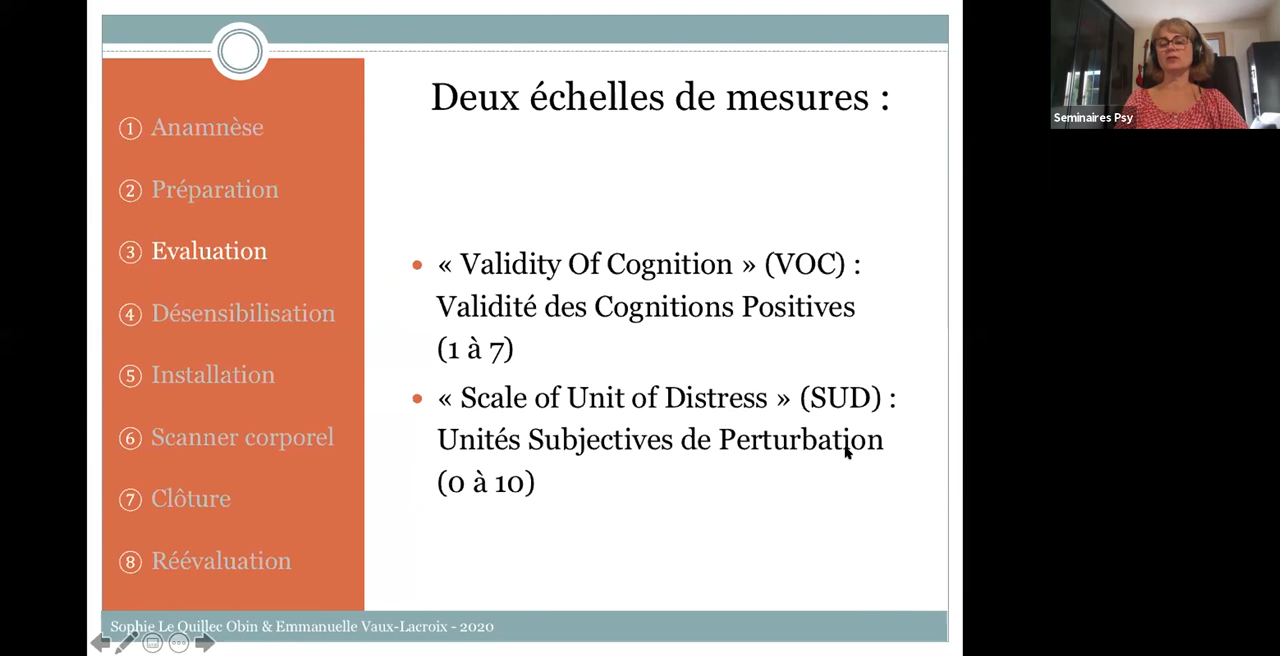 Deux échelles de mesures :
① Anamnèse
② Préparation
③ Evaluation
④ Désensibilisation
⑤ Installation
⑥ Scanner corporel
⑦ Clôture
⑧ Réévaluation
• « Validity Of Cognition » (VOC) :
Validité des Cognitions Positives
(1 à 7)
• « Scale of Unit of Distress » (SUD) :
Unités Subjectives de Perturbation
(0 à 10)
Sophie Le Quillec Obin & Emmanuelle Vaux-Lacroix - 2020
Seminaires Psy